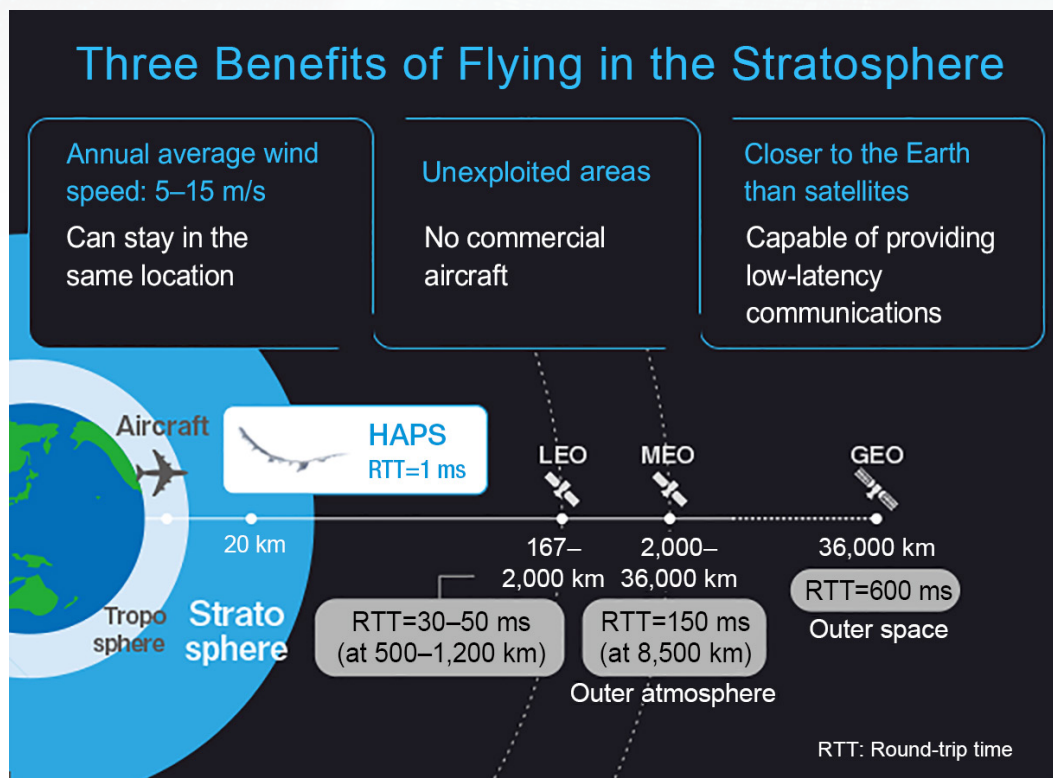 Three Benefits of Flying in the Stratosphere
Annual average wind
speed: 5–15 m/s
Can stay in the
same location
Unexploited areas
No commercial
aircraft
Closer to the Earth
than satellites
Capable of providing
low-latency
communications
Aircraft
HAPS
RTT=1 ms
LEO
MEO
GEO
20 km
167–
2,000 km
2,000–
36,000 km
36,000 km
RTT=600 ms
Outer space
Tropo
sphere
Strato
sphere
RTT=30–50 ms
(at 500–1,200 km)
RTT=150 ms
(at 8,500 km)
Outer atmosphere
RTT: Round-trip time